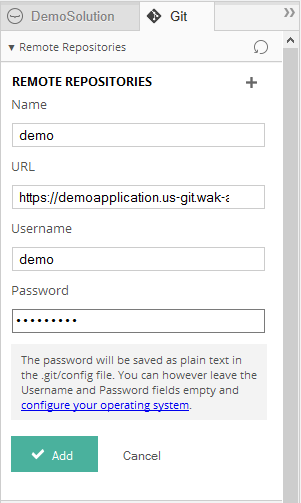 DemoSolution
Git
Remote Repositories
REMOTE REPOSITORIES
Name
demo
URL
https://demoapplication.us-git.wak-a
Username
demo
Password
•••••••••
The password will be saved as plain text in
the .git/config file. You can however leave the
Username and Password fields empty and
configure your operating system.
Add
Cancel